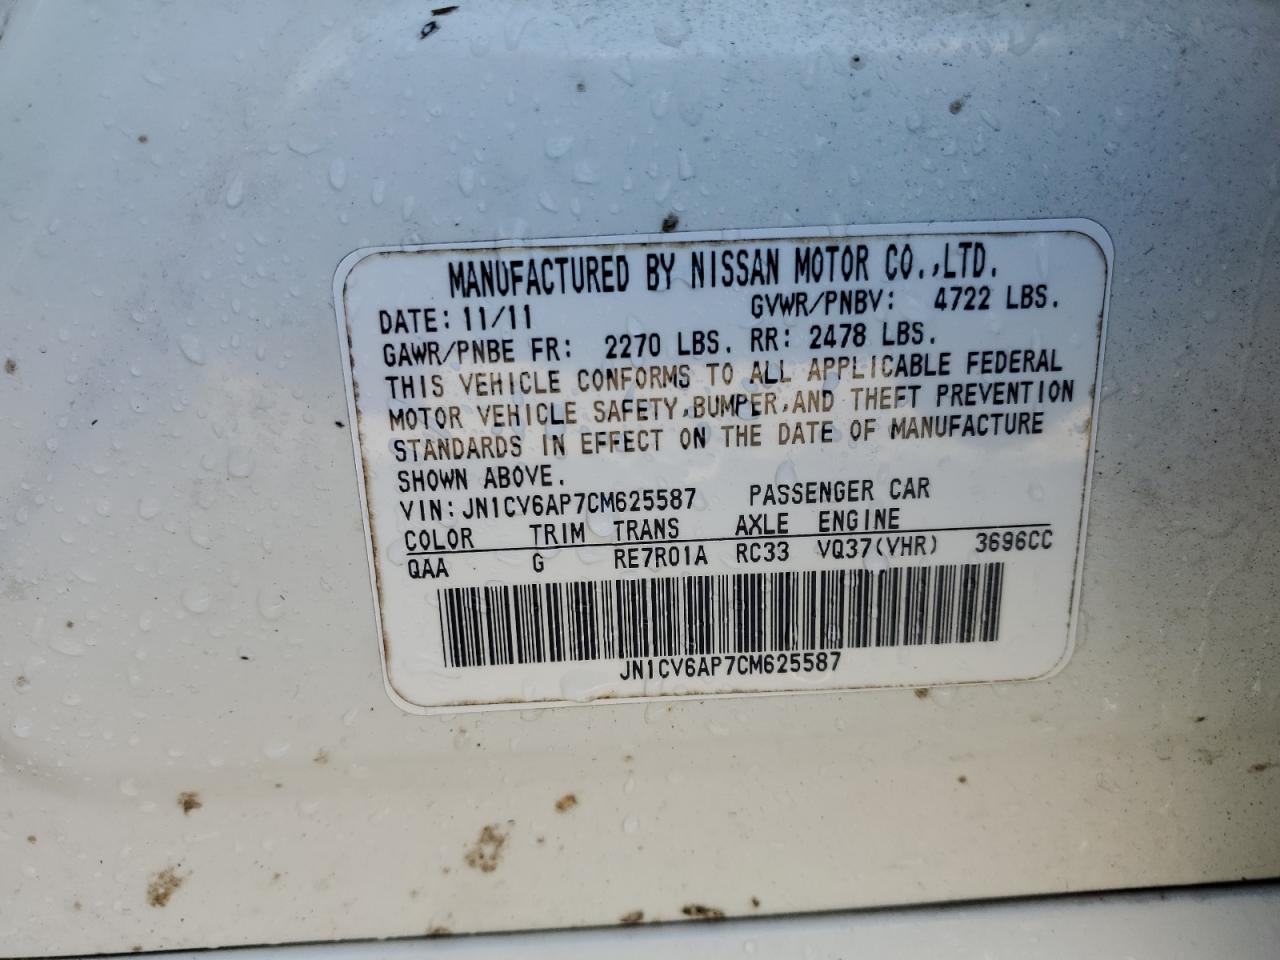 MANUFACTURED BY NISSAN MOTOR CO.,LTD.
DATE: 11/11 GVWR/PNBV: 4722 LBS.
GAWR/PNBE FR: 2270 LBS. RR: 2478 LBS.
THIS VEHICLE CONFORMS TO ALL APPLICABLE FEDERAL
MOTOR VEHICLE SAFETY,BUMPER,AND THEFT PREVENTION
STANDARDS IN EFFECT ON THE DATE OF MANUFACTURE
SHOWN ABOVE.
VIN: JN1CV6AP7CM625587 PASSENGER CAR
COLOR TRIM TRANS AXLE ENGINE
QAA G RE7R01A RC33 VQ37(VHR) 3696CC
JN1CV6AP7CM625587